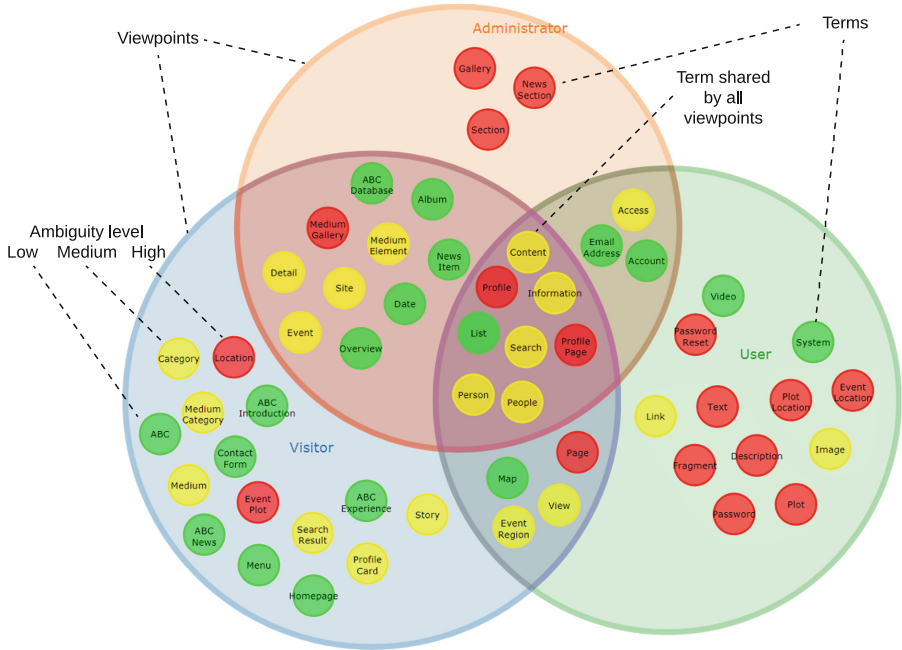 Administrator
Viewpoints
Terms
Gallery
News
Section
Section
Term shared
by all
viewpoints
ABC
Database
Album
Access
Medium
Gallery
Medium
Element
Email
Address
Account
Ambiguity level
Low Medium High
News
Item
Content
Detail
Site
Profile
Information
Date
Video
Event
Overview
List
Search
Profile
Page
Password
Reset
System
User
Category
Location
Person
People
Medium
Category
ABC
Introduction
Link
Text
Plot
Location
Event
Location
ABC
Visitor
Contact
Form
Page
Fragment
Description
Image
Medium
Map
Event
Plot
ABC
Experience
Story
View
Event
Region
Password
Plot
ABC
News
Search
Result
Menu
Profile
Card
Homepage